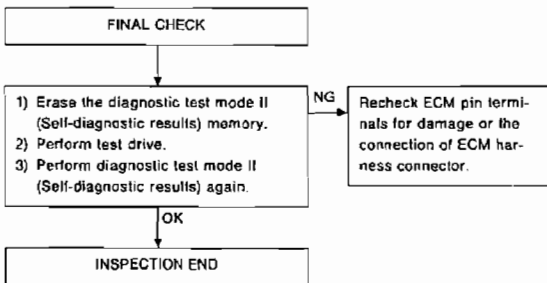 FINAL CHECK
1) Erase the diagnostic test mode II
(Self-diagnostic results) memory.
2) Perform test drive.
3) Perform diagnostic test mode II
(Self-diagnostic results) again.
NG
Recheck ECM pin termi-
nals for damage or the
connection of ECM har-
ness connector.
OK
INSPECTION END